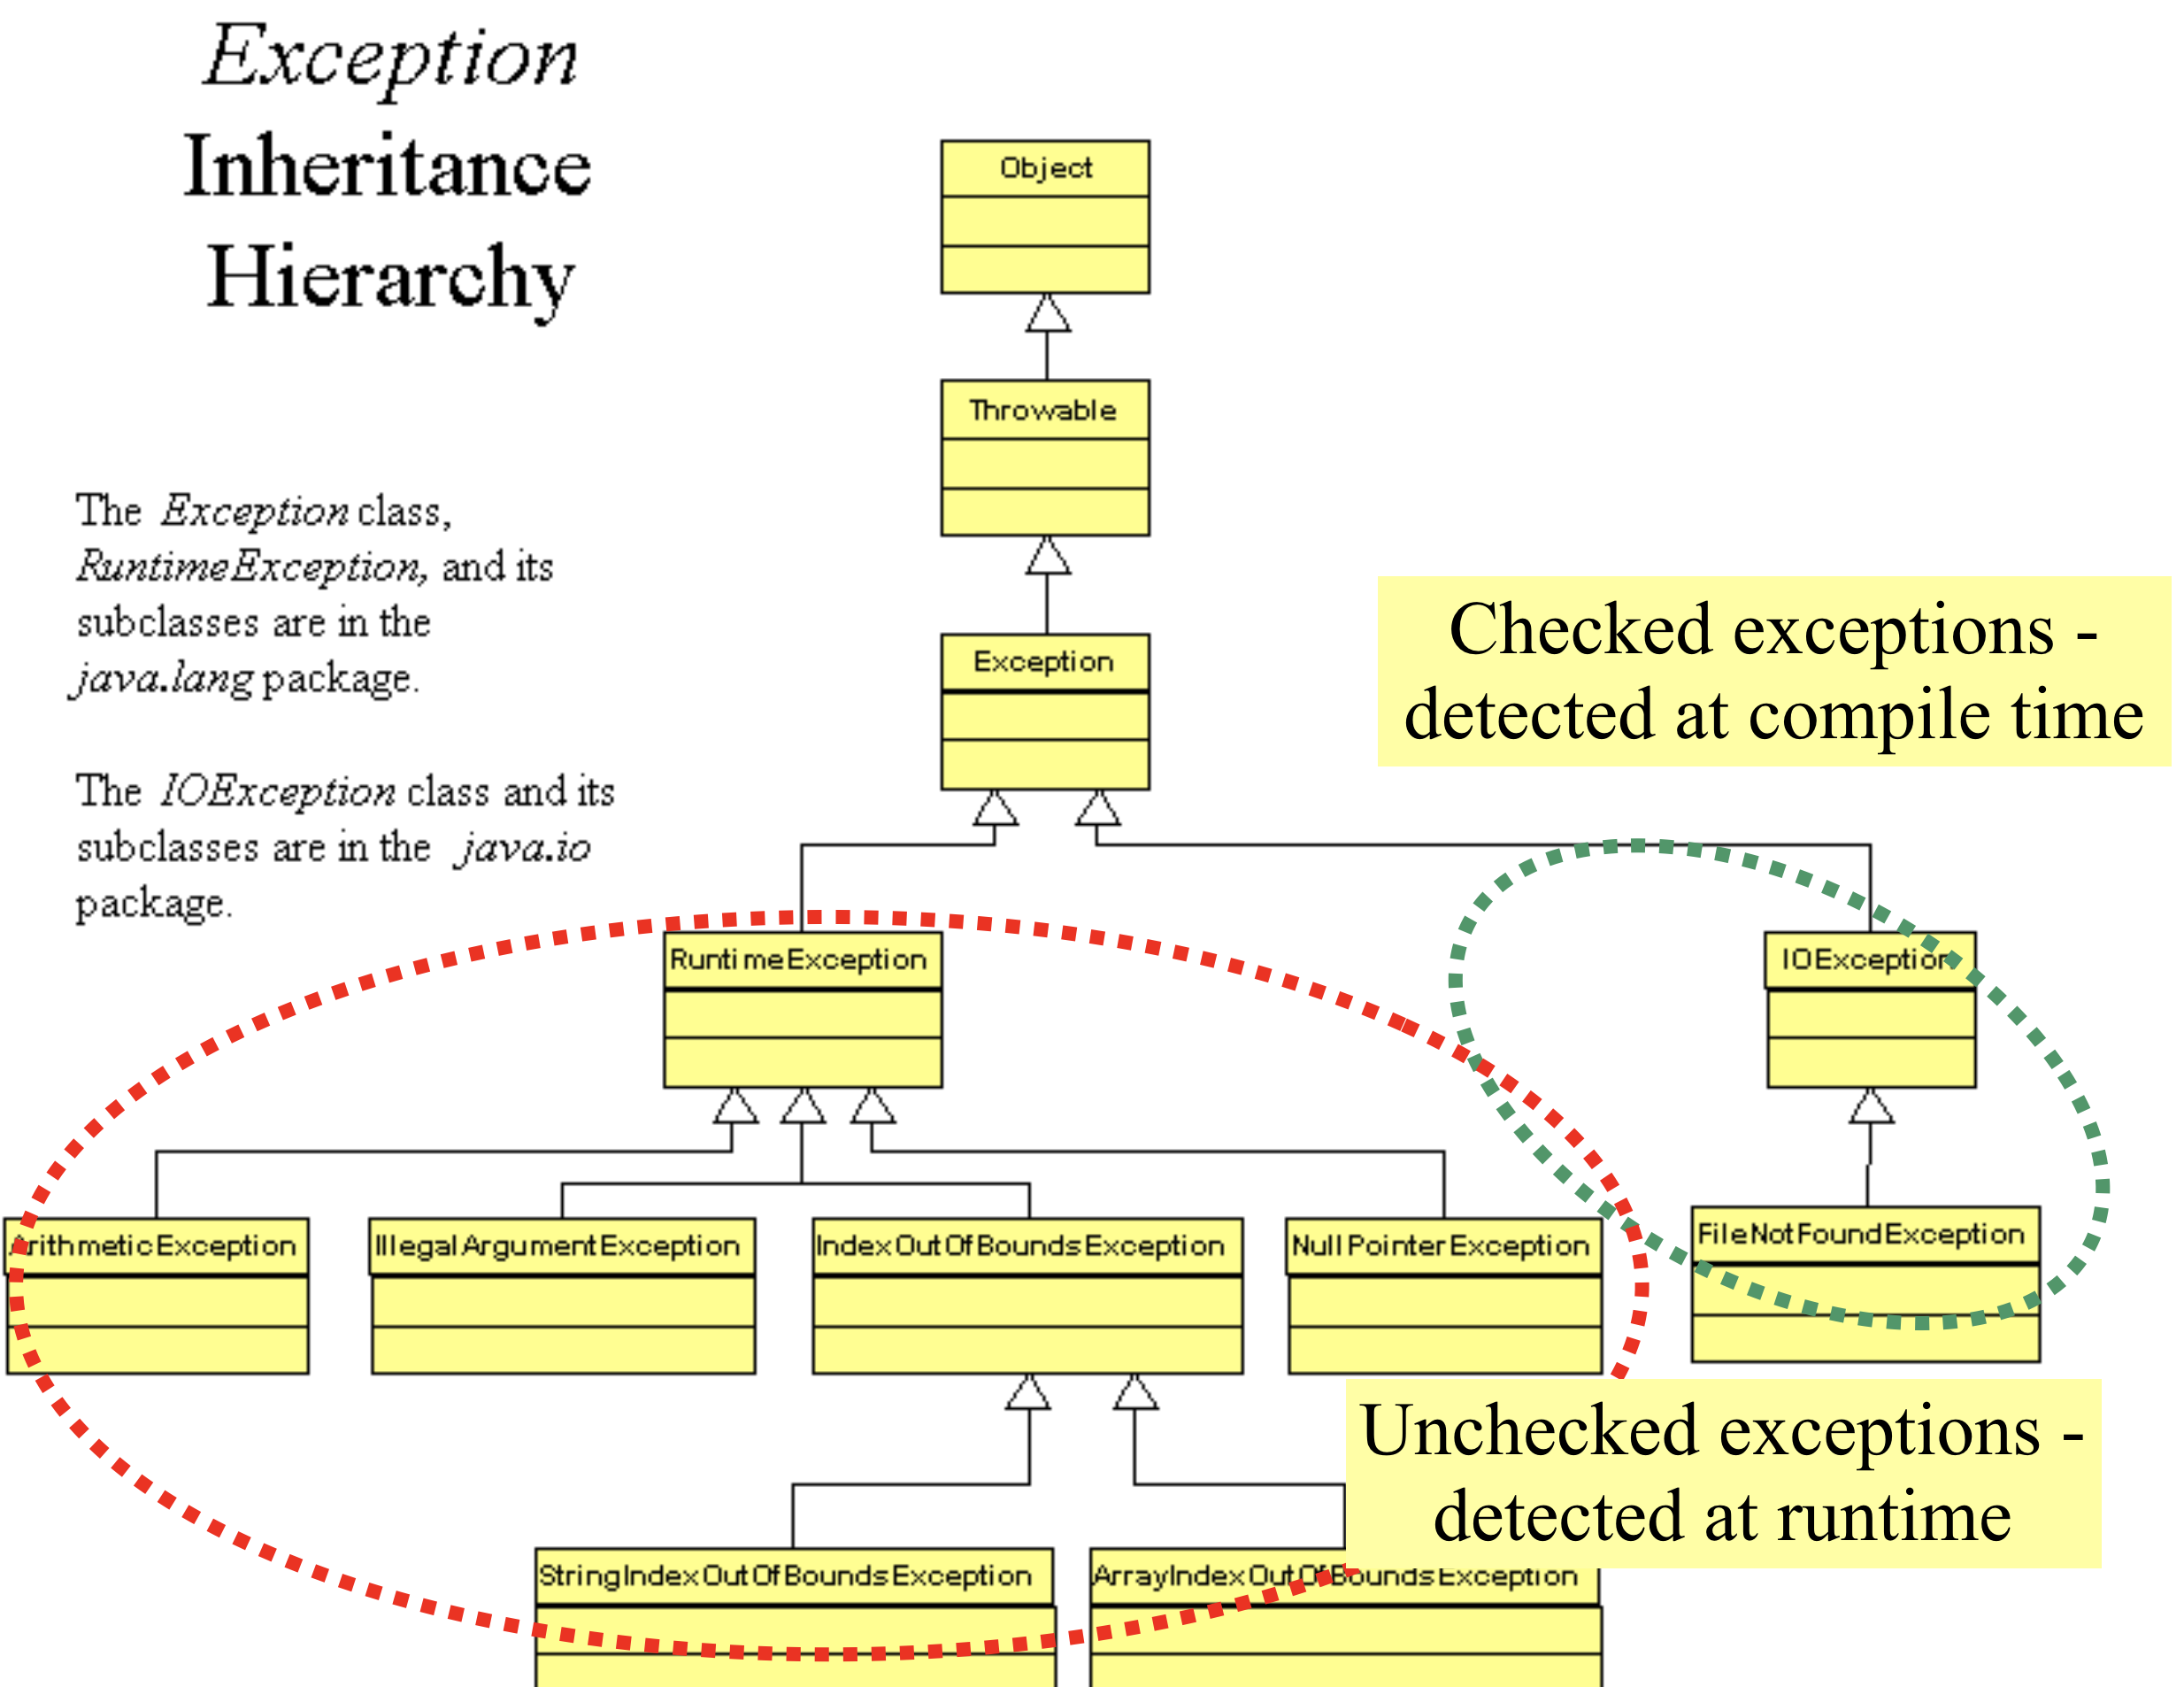 Exception
Inheritance
Hierarchy
Object
Throwable
The Exception class,
RuntimeException, and its
subclasses are in the
java.lang package.
Exception
Checked exceptions -
detected at compile time
The IOException class and its
subclasses are in the java.io
package.
RuntimeException
IOException
ArithmeticException
IllegalArgumentException
IndexOutOfBoundsException
NullPointerException
FileNotFoundException
Unchecked exceptions -
detected at runtime
StringIndexOutOfBoundsException
ArrayIndexOutOfBoundsException